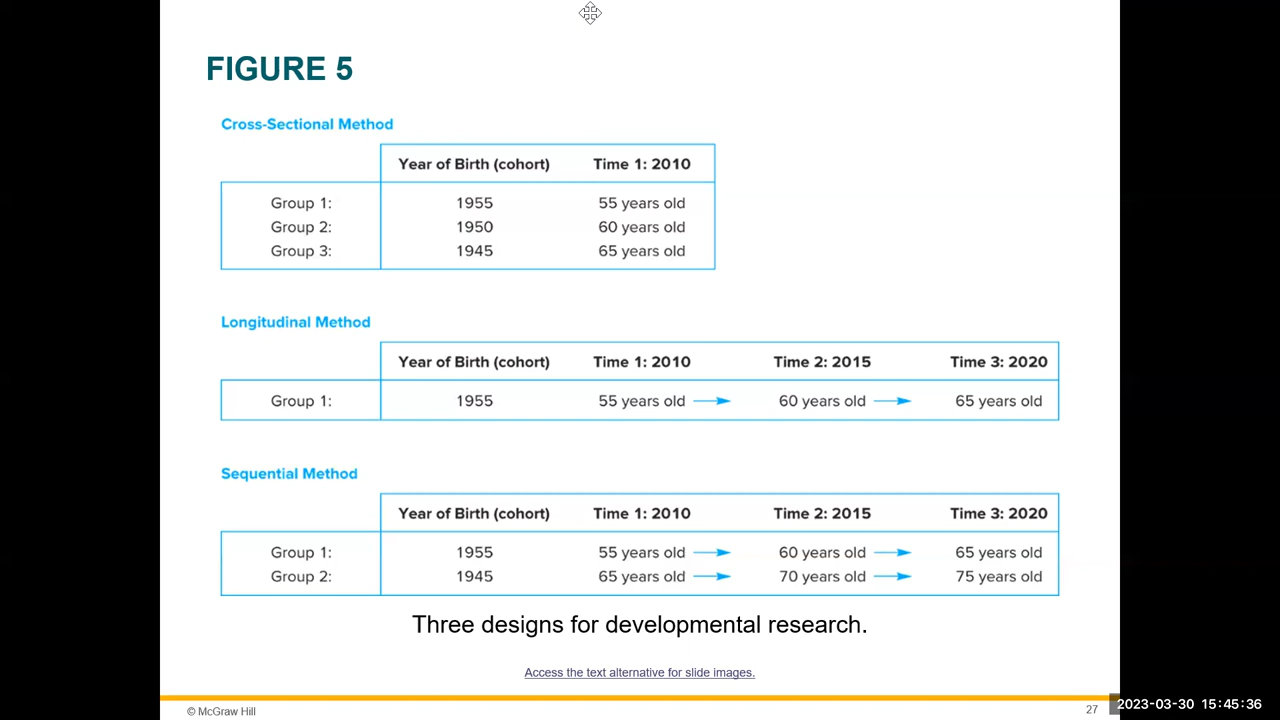 FIGURE 5
Cross-Sectional Method
Year of Birth (cohort) Time 1: 2010
Group 1: 1955 55 years old
Group 2: 1950 60 years old
Group 3: 1945 65 years old
Longitudinal Method
Year of Birth (cohort) Time 1: 2010 Time 2: 2015 Time 3: 2020
Group 1: 1955 55 years old 60 years old 65 years old
Sequential Method
Year of Birth (cohort) Time 1: 2010 Time 2: 2015 Time 3: 2020
Group 1: 1955 55 years old 60 years old 65 years old
Group 2: 1945 65 years old 70 years old 75 years old
Three designs for developmental research.
Access the text alternative for slide images.
© McGraw Hill 27 2023-03-30 15:45:36